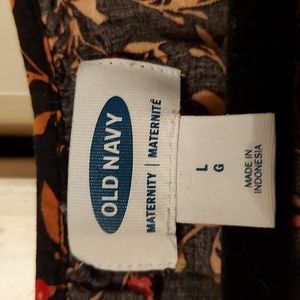 OLD NAVY
MATERNITY | MATERNITÉ
L
G
MADE IN
INDONESIA